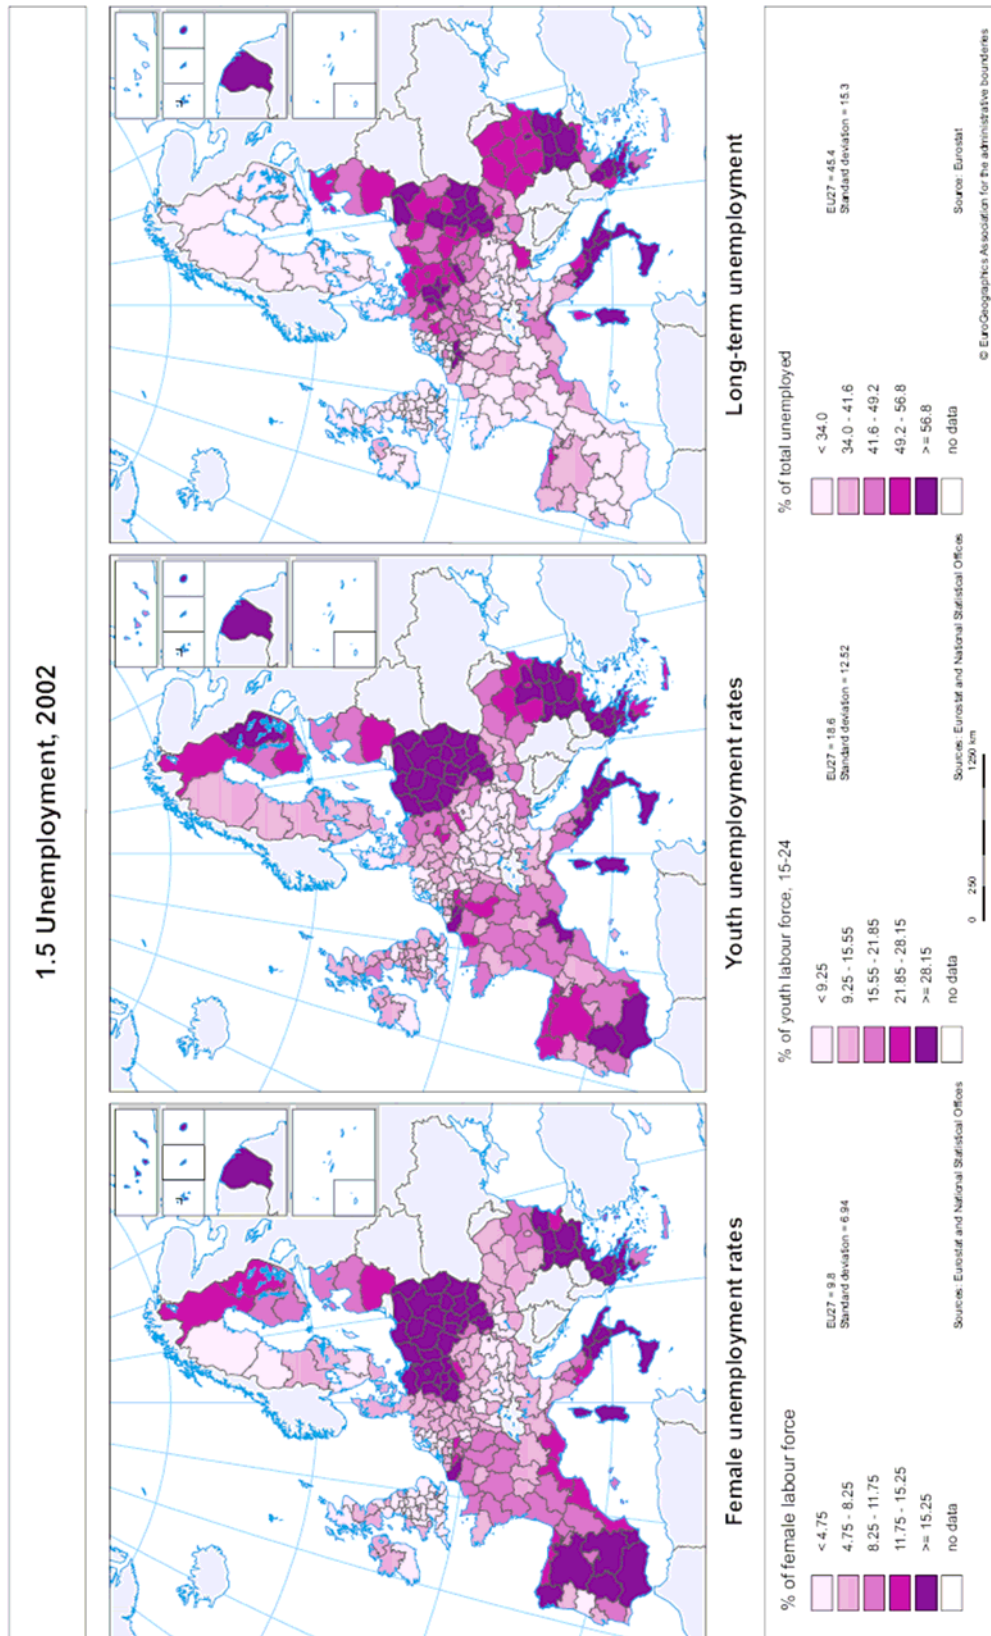 1.5 Unemployment, 2002
Female unemployment rates
% of female labour force
< 4.75
4.75 - 8.25
8.25 - 11.75
11.75 - 15.25
>= 15.25
no data
EU27 = 9.8
Standard deviation = 6.94
Sources: Eurostat and National Statistical Offices
Youth unemployment rates
% of youth labour force, 15-24
< 9.25
9.25 - 15.55
15.55 - 21.85
21.85 - 28.15
>= 28.15
no data
EU27 = 18.6
Standard deviation = 12.52
Sources: Eurostat and National Statistical Offices
0 250 1250 km
Long-term unemployment
% of total unemployed
< 34.0
34.0 - 41.6
41.6 - 49.2
49.2 - 56.8
>= 56.8
no data
EU27 = 45.4
Standard deviation = 15.3
Source: Eurostat
© EuroGeographics Association for the administrative bounderies